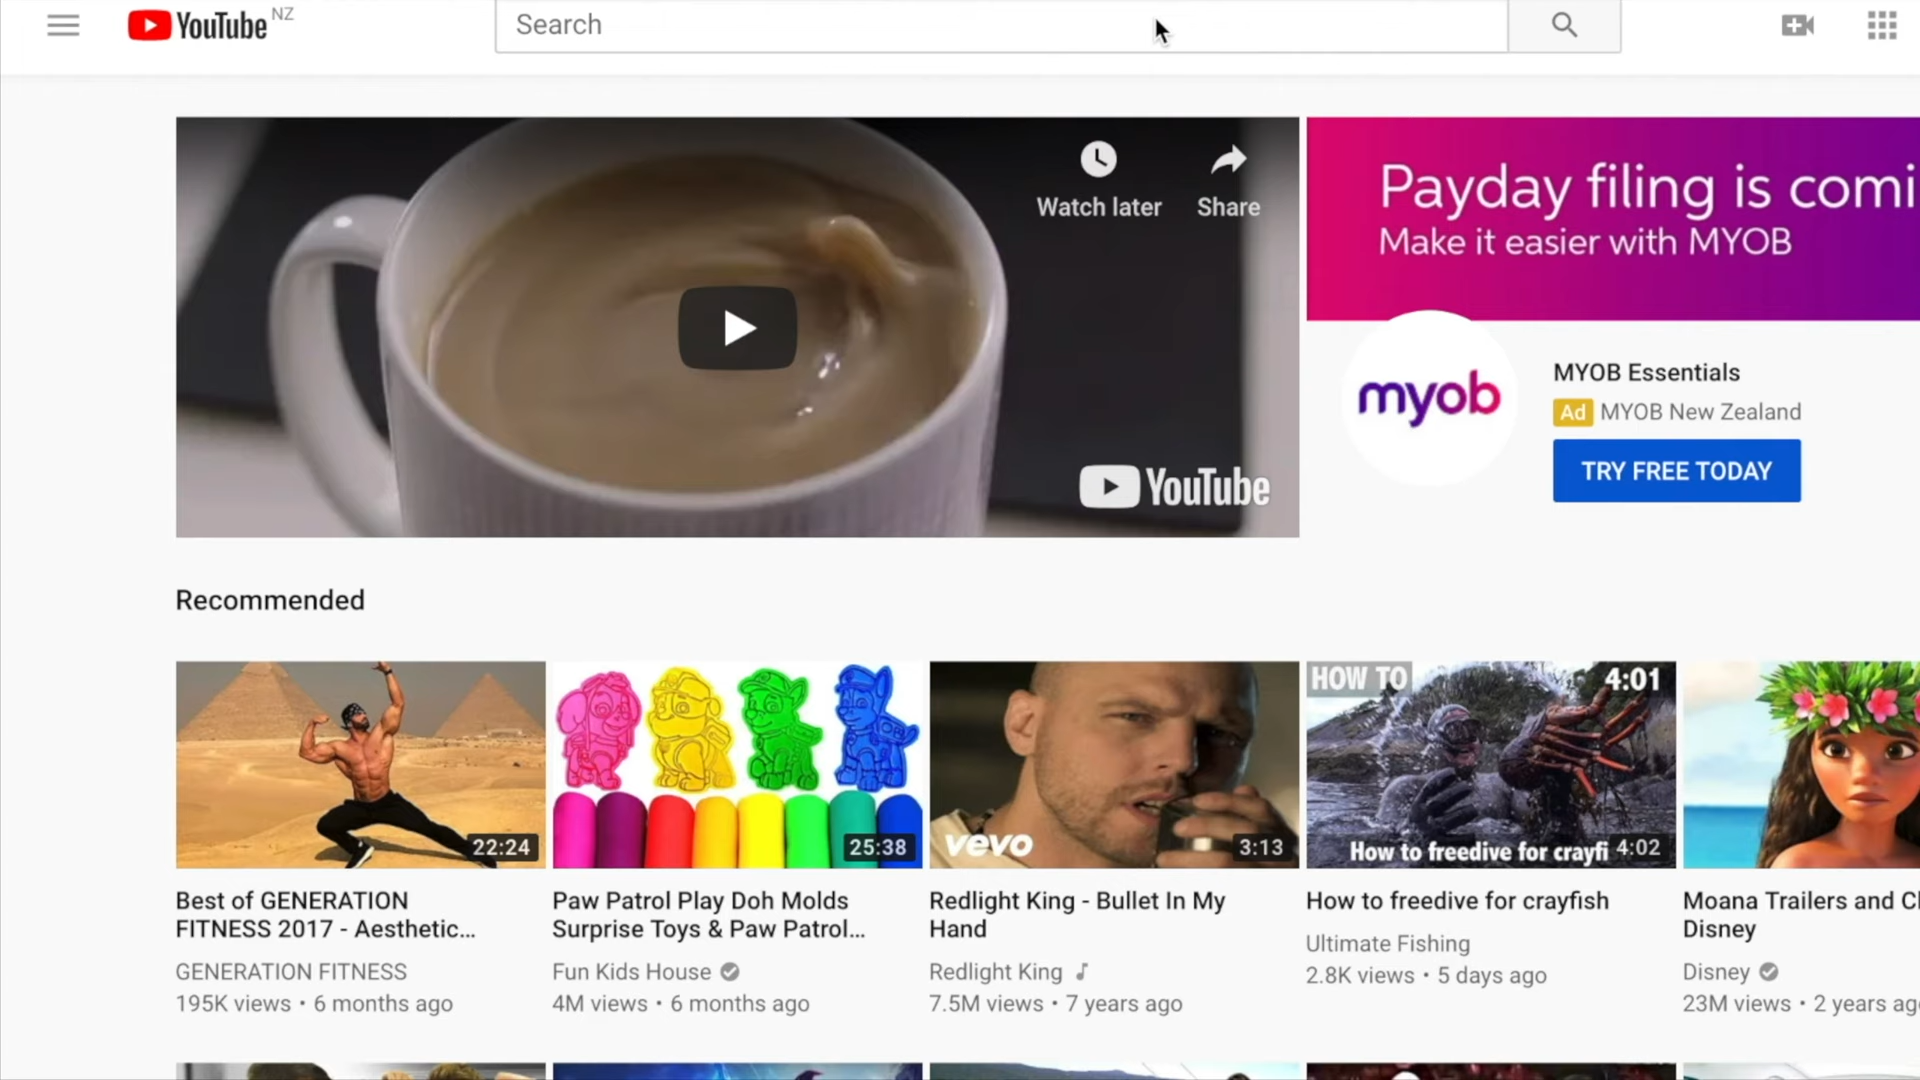 YouTube NZ
Search
Watch later
Share
YouTube
Payday filing is comi
Make it easier with MYOB
myob
MYOB Essentials
Ad MYOB New Zealand
TRY FREE TODAY
Recommended
22:24
25:38
vevo
3:13
HOW TO
4:01
How to freedive for crayfi
4:02
Best of GENERATION
FITNESS 2017 - Aesthetic...
GENERATION FITNESS
195K views • 6 months ago
Paw Patrol Play Doh Molds
Surprise Toys & Paw Patrol...
Fun Kids House
4M views • 6 months ago
Redlight King - Bullet In My
Hand
Redlight King
7.5M views • 7 years ago
How to freedive for crayfish
Ultimate Fishing
2.8K views • 5 days ago
Moana Trailers and Cl
Disney
Disney
23M views • 2 years ago